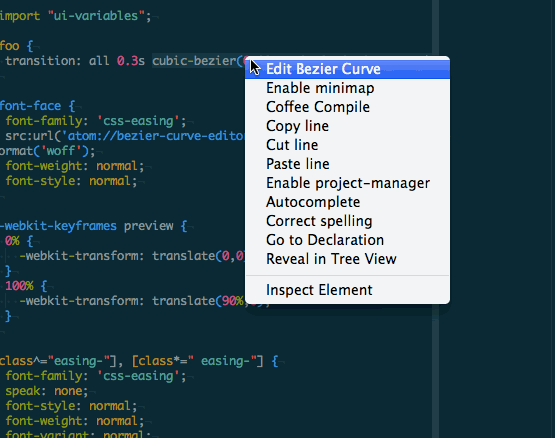 import "ui-variables";
foo {
transition: all 0.3s cubic-bezier(
Edit Bezier Curve
Enable minimap
Coffee Compile
Copy line
Cut line
Paste line
Enable project-manager
Autocomplete
Correct spelling
Go to Declaration
Reveal in Tree View
Inspect Element
font-face {
font-family: 'css-easing';
src:url('atom://bezier-curve-edito
ormat('woff');
font-weight: normal;
font-style: normal;
-webkit-keyframes preview {
0% {
-webkit-transform: translate(0,0
}
100% {
-webkit-transform: translate(90%,
}
class^="easing-"], [class*=" easing-"] {
font-family: 'css-easing';
speak: none;
font-style: normal;
font-weight: normal;
font-variant: normal;